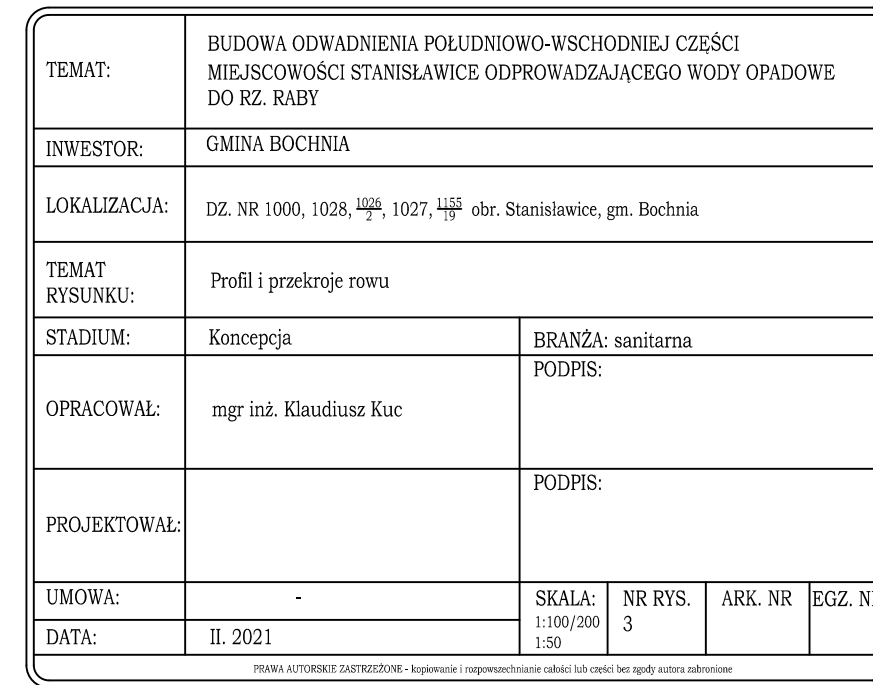 TEMAT:
BUDOWA ODWADNIENIA POŁUDNIOWO-WSCHODNIEJ CZĘŚCI
MIEJSCOWOŚCI STANISŁAWICE ODPROWADZAJĄCEGO WODY OPADOWE
DO RZ. RABY
INWESTOR:
GMINA BOCHNIA
LOKALIZACJA:
DZ. NR 1000, 1028, 1026/2, 1027, 1155/19 obr. Stanisławice, gm. Bochnia
TEMAT
RYSUNKU:
Profil i przekroje rowu
STADIUM:
Koncepcja
BRANŻA: sanitarna
OPRACOWAŁ:
mgr inż. Klaudiusz Kuc
PODPIS:
PROJEKTOWAŁ:
PODPIS:
UMOWA:
-
DATA:
II. 2021
SKALA:
1:100/200
1:50
NR RYS.
3
ARK. NR
EGZ.
PRAWA AUTORSKIE ZASTRZEŻONE - kopiowanie i rozpowszechnianie całości lub części bez zgody autora zabronione